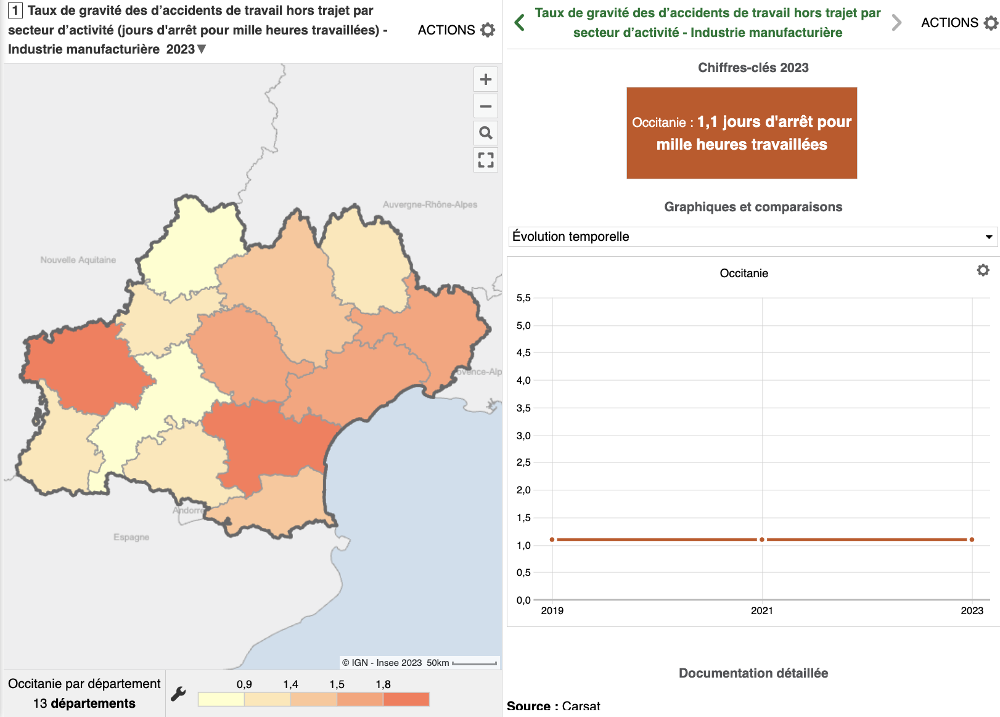 1 Taux de gravité des d’accidents de travail hors trajet par
secteur d’activité (jours d'arrêt pour mille heures travaillées) -
Industrie manufacturière 2023▼
ACTIONS
Auvergne-Rhône-Alpes
Nouvelle Aquitaine
ovence-Alp
Andorre
Espagne
© IGN - Insee 2023 50km
Occitanie par département
13 départements
0,9 1,4 1,5 1,8
Taux de gravité des d’accidents de travail hors trajet par
secteur d’activité - Industrie manufacturière
ACTIONS
Chiffres-clés 2023
Occitanie : 1,1 jours d'arrêt pour
mille heures travaillées
Graphiques et comparaisons
Évolution temporelle
Occitanie
5,5
5,0
4,5
4,0
3,5
3,0
2,5
2,0
1,5
1,0
0,5
0,0
2019 2021 2023
Documentation détaillée
Source : Carsat